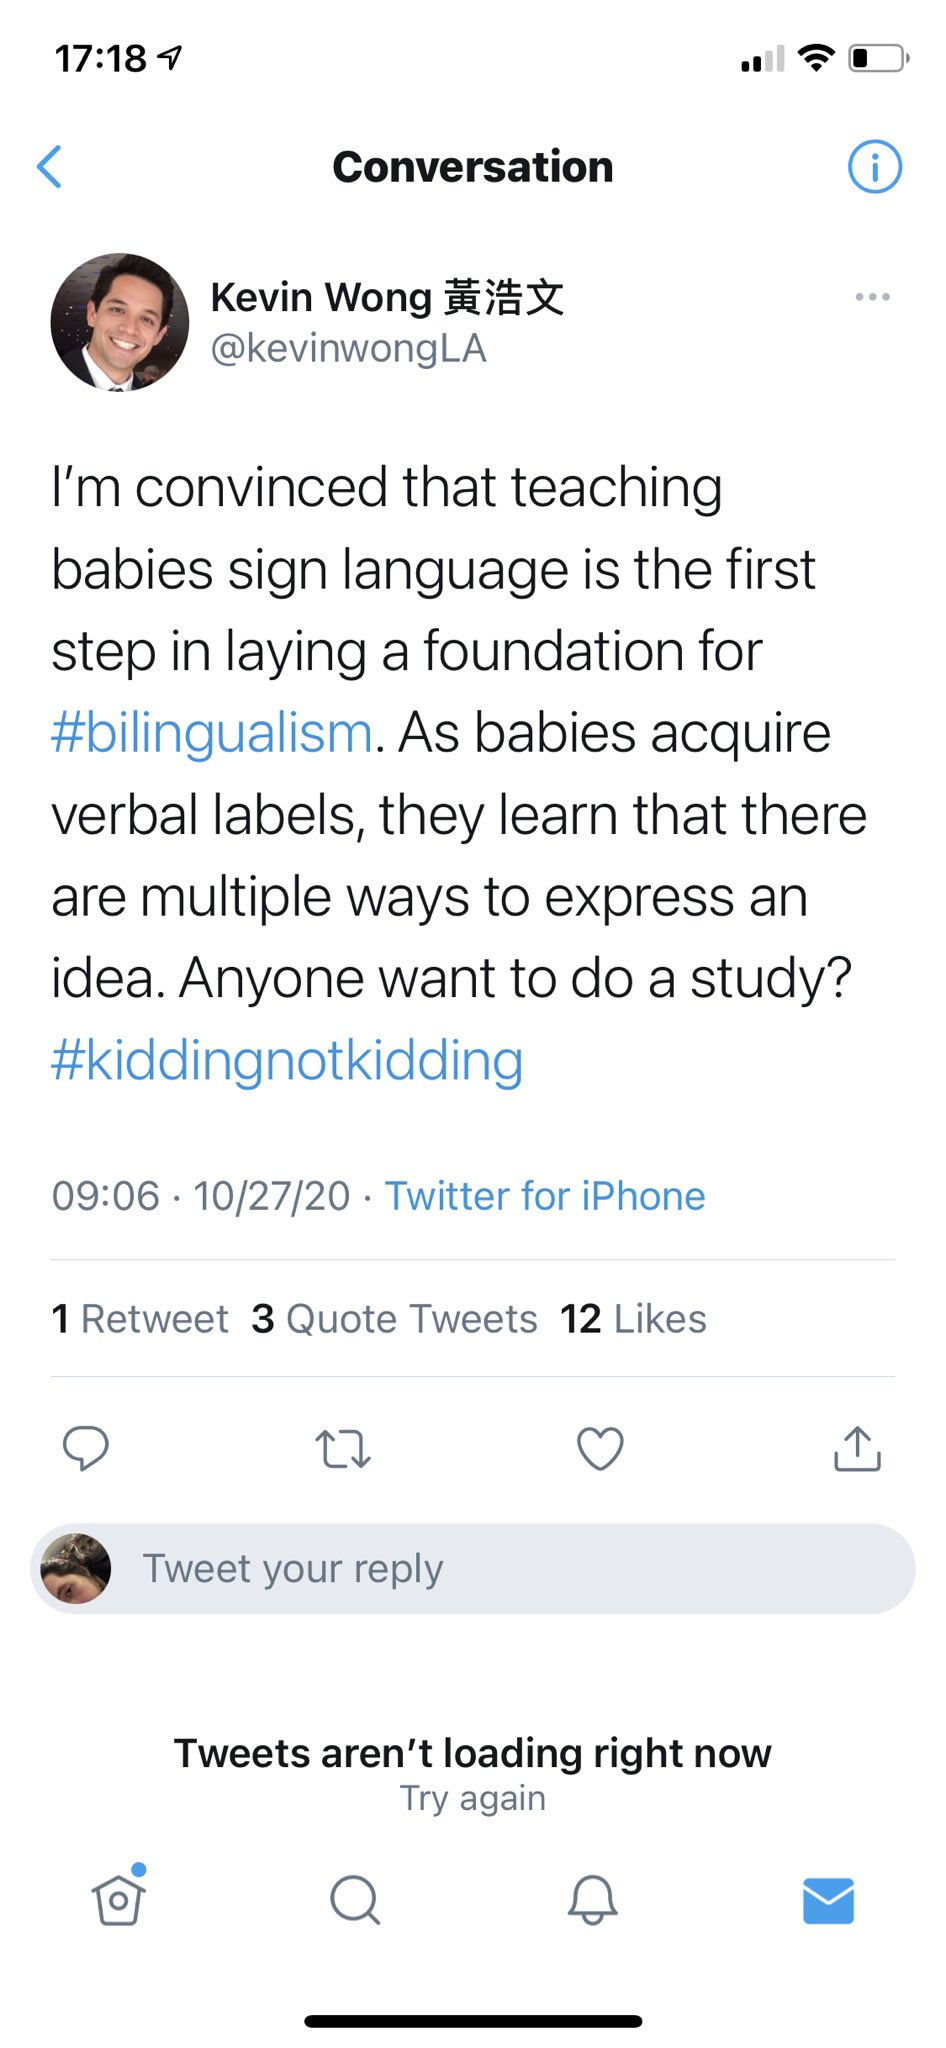 17:18
Conversation
Kevin Wong 黃浩文
@kevinwongLA
I’m convinced that teaching
babies sign language is the first
step in laying a foundation for
#bilingualism. As babies acquire
verbal labels, they learn that there
are multiple ways to express an
idea. Anyone want to do a study?
#kiddingnotkidding
09:06 · 10/27/20 · Twitter for iPhone
1 Retweet 3 Quote Tweets 12 Likes
Tweet your reply
Tweets aren’t loading right now
Try again